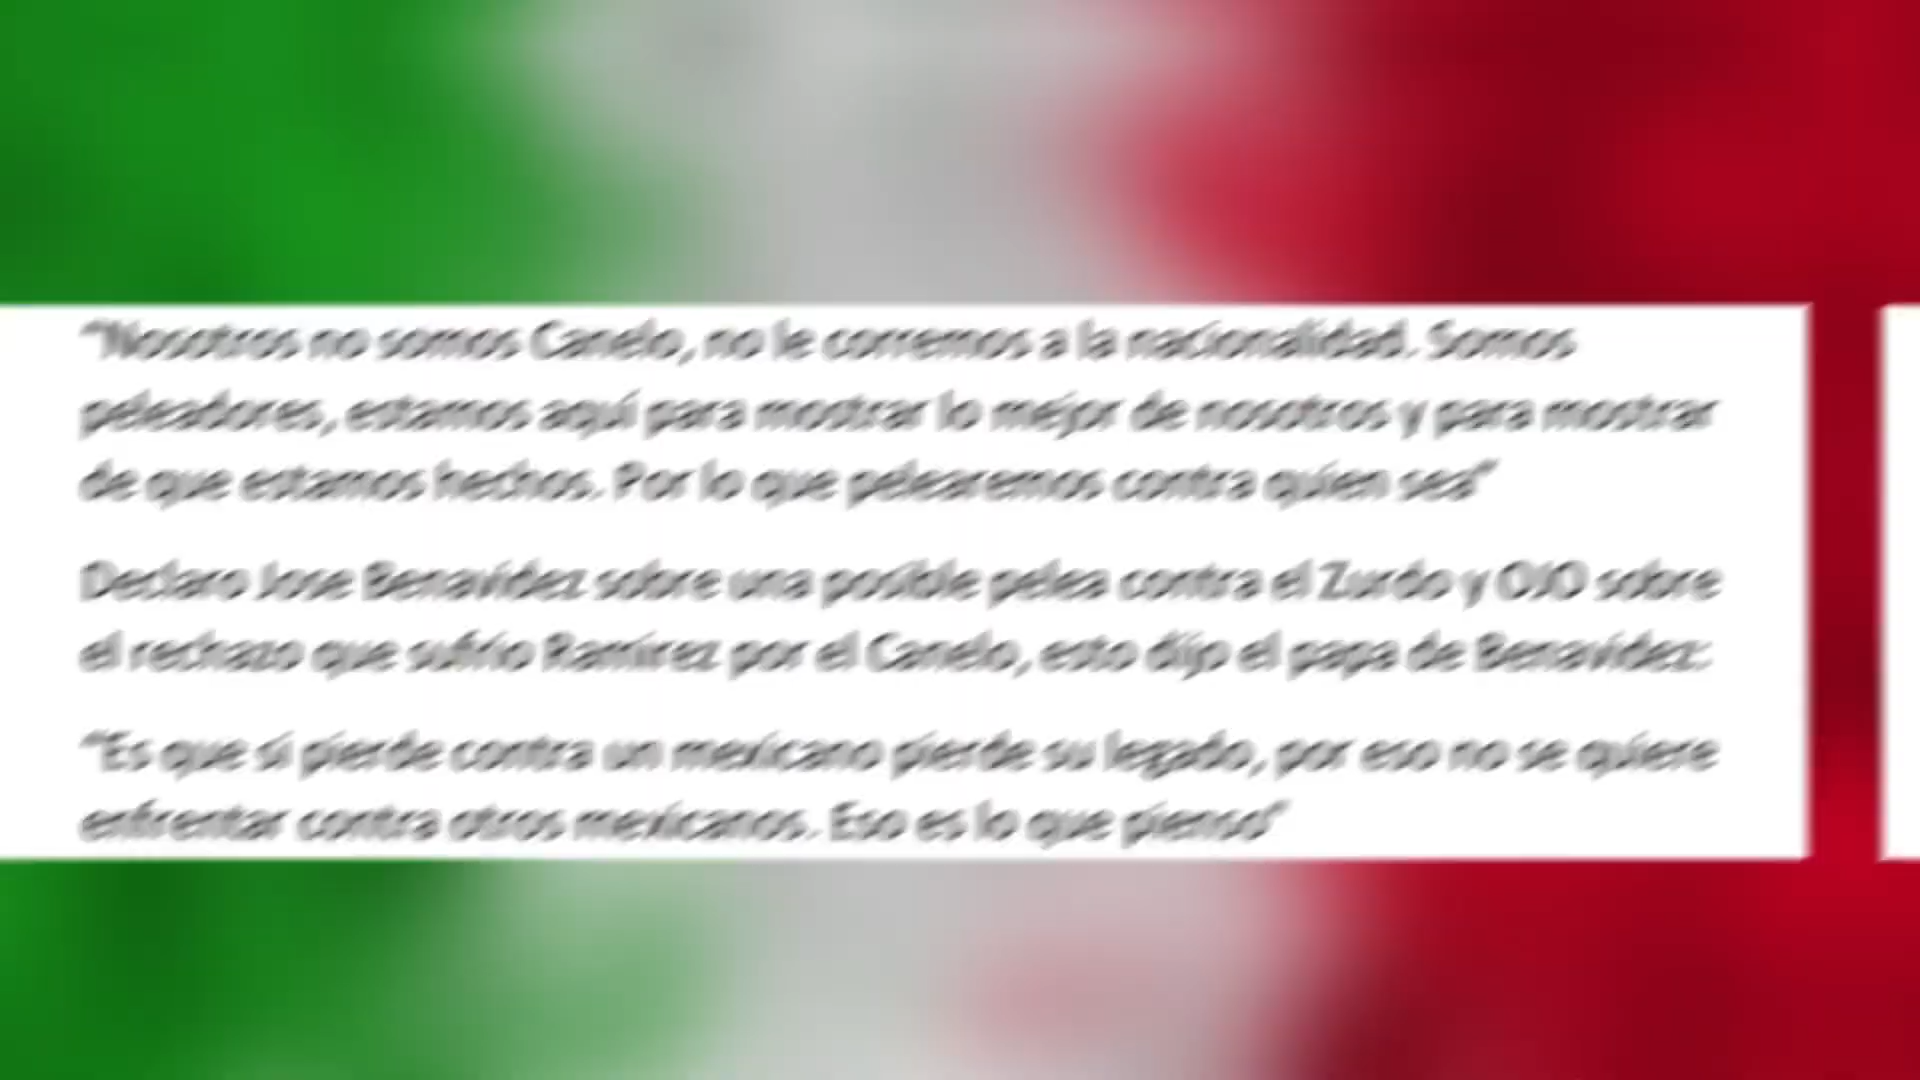 “Nosotros no somos Canelo, no le corremos a la nacionalidad. Somos
peleadores, estamos aquí para mostrar lo mejor de nosotros y para mostrar
de que estamos hechos. Por lo que pelearemos contra quien sea”
Declaro Jose Benavidez sobre una posible pelea contra el Zurdo y OJO sobre
el rechazo que sufrio Ramirez por el Canelo, esto dijo el papa de Benavidez:
“Es que si pierde contra un mexicano pierde su legado, por eso no se quiere
enfrentar contra otros mexicanos. Eso es lo que pienso”